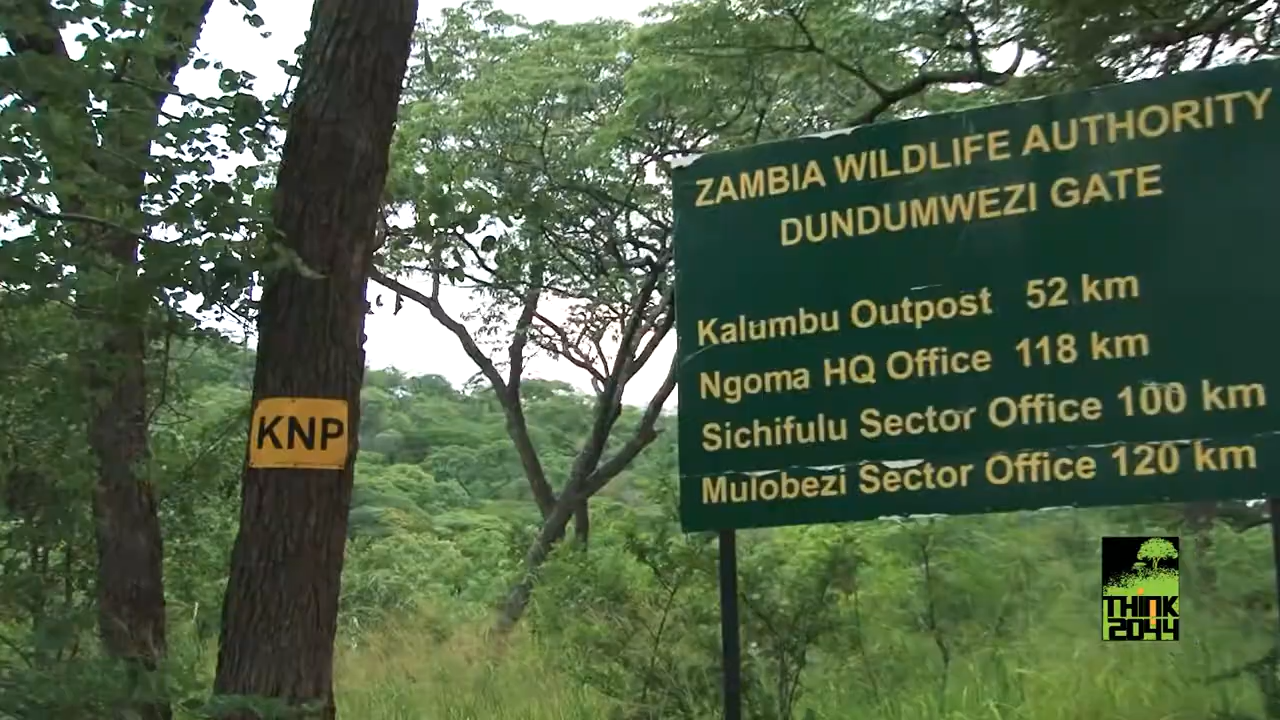 KNP
ZAMBIA WILDLIFE AUTHORITY
DUNDUMWEZI GATE
Kalumbu Outpost 52 km
Ngoma HQ Office 118 km
Sichifulu Sector Office 100 km
Mulobezi Sector Office 120 km
THINK
2044